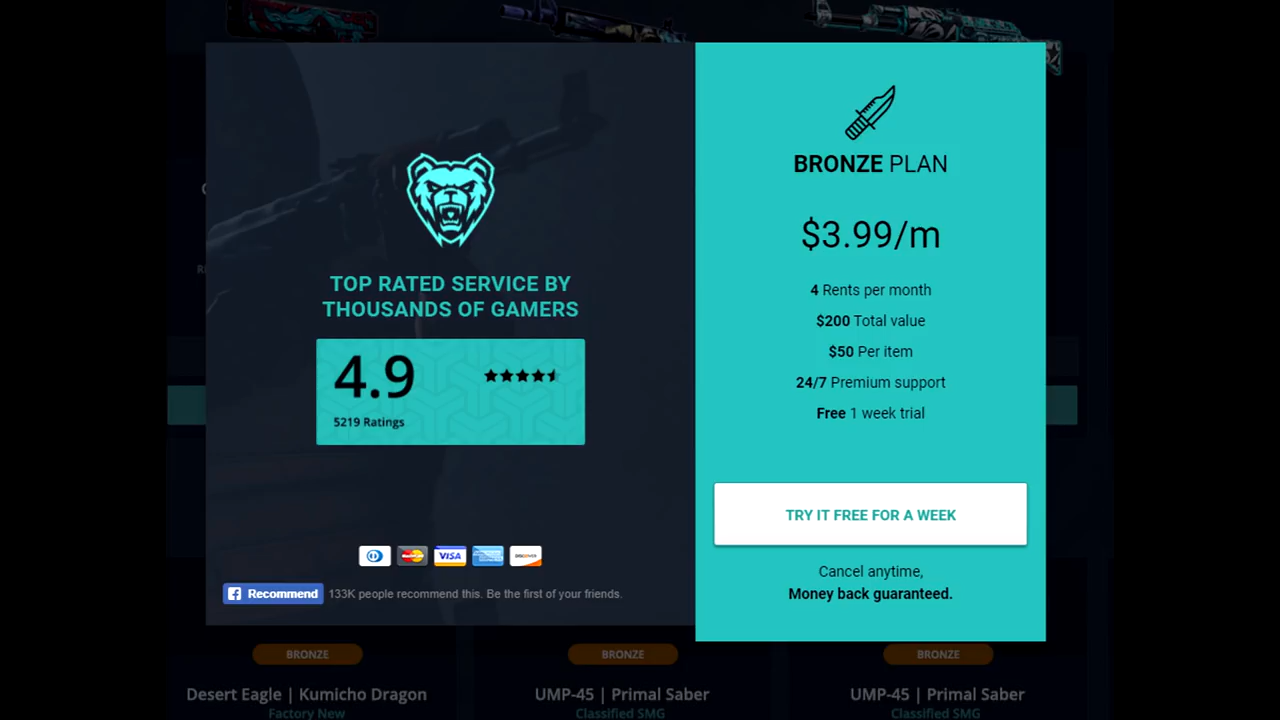 TOP RATED SERVICE BY
THOUSANDS OF GAMERS
4.9
5219 Ratings
VISA
DISCOVER
Recommend 133K people recommend this. Be the first of your friends.
BRONZE PLAN
$3.99/m
4 Rents per month
$200 Total value
$50 Per item
24/7 Premium support
Free 1 week trial
TRY IT FREE FOR A WEEK
Cancel anytime,
Money back guaranteed.
BRONZE BRONZE BRONZE
Desert Eagle | Kumicho Dragon UMP-45 | Primal Saber UMP-45 | Primal Saber
Factory New Classified SMG Classified SMG